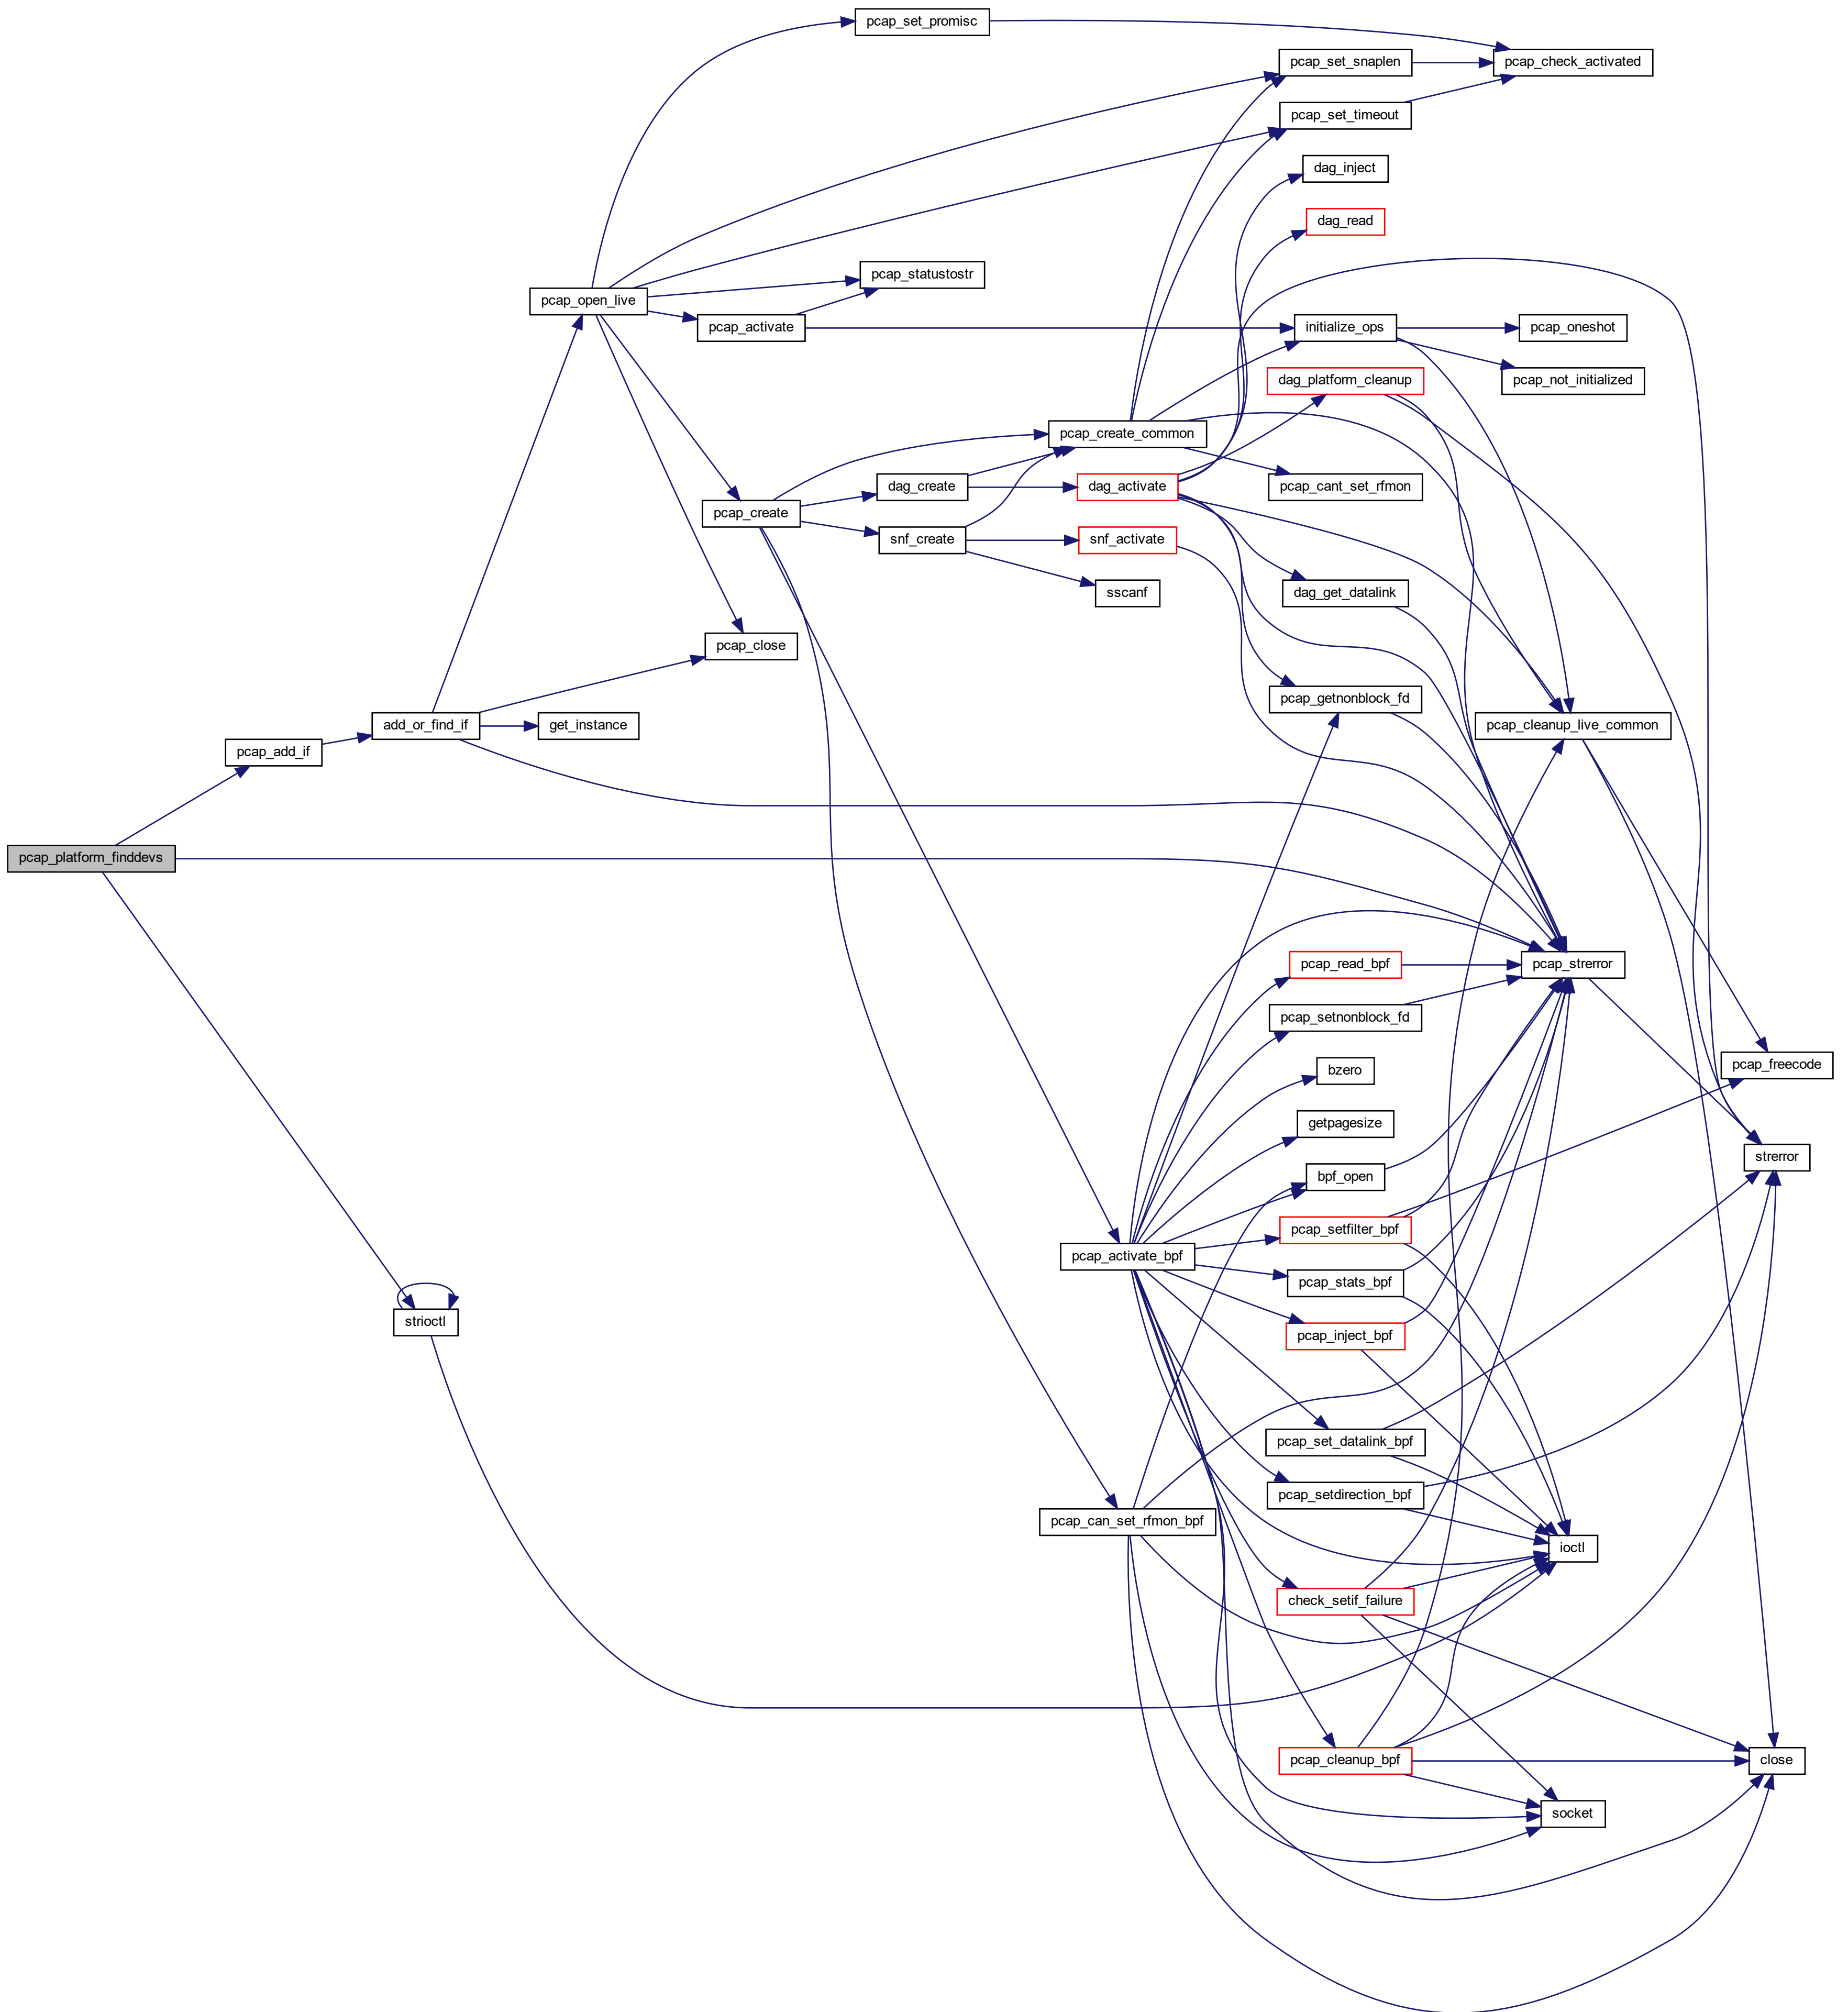 pcap_set_promisc
pcap_set_snaplen
pcap_check_activated
pcap_set_timeout
dag_inject
dag_read
pcap_statustostr
pcap_open_live
pcap_activate
initialize_ops
pcap_oneshot
dag_platform_cleanup
pcap_not_initialized
pcap_create_common
dag_create
dag_activate
pcap_cant_set_rfmon
pcap_create
snf_create
snf_activate
sscanf
dag_get_datalink
pcap_close
pcap_getnonblock_fd
add_or_find_if
get_instance
pcap_cleanup_live_common
pcap_add_if
pcap_platform_finddevs
pcap_read_bpf
pcap_strerror
pcap_setnonblock_fd
bzero
pcap_freecode
getpagesize
strerror
bpf_open
pcap_setfilter_bpf
pcap_activate_bpf
pcap_stats_bpf
strioctl
pcap_inject_bpf
pcap_set_datalink_bpf
pcap_setdirection_bpf
pcap_can_set_rfmon_bpf
ioctl
check_setif_failure
pcap_cleanup_bpf
close
socket